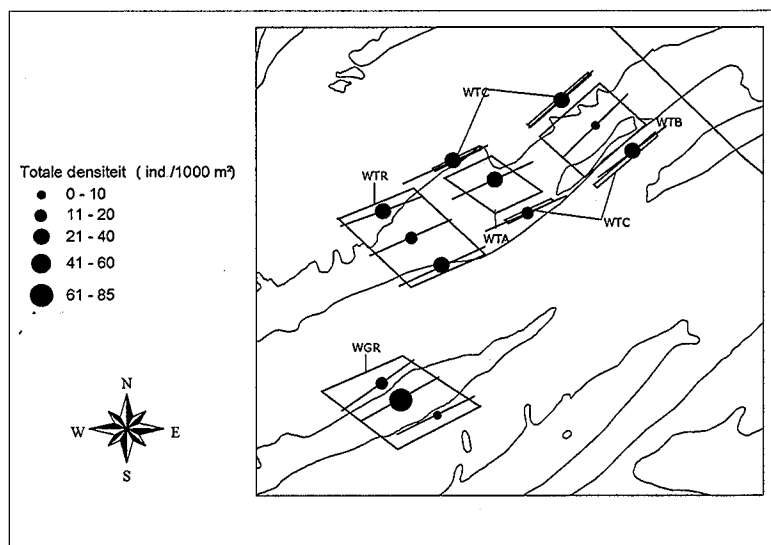 Totale densiteit ( ind./1000 m²)
0 - 10
11 - 20
21 - 40
41 - 60
61 - 85
N
W E
S
WTC
WTB
WTR
WTA
WTC
WGR